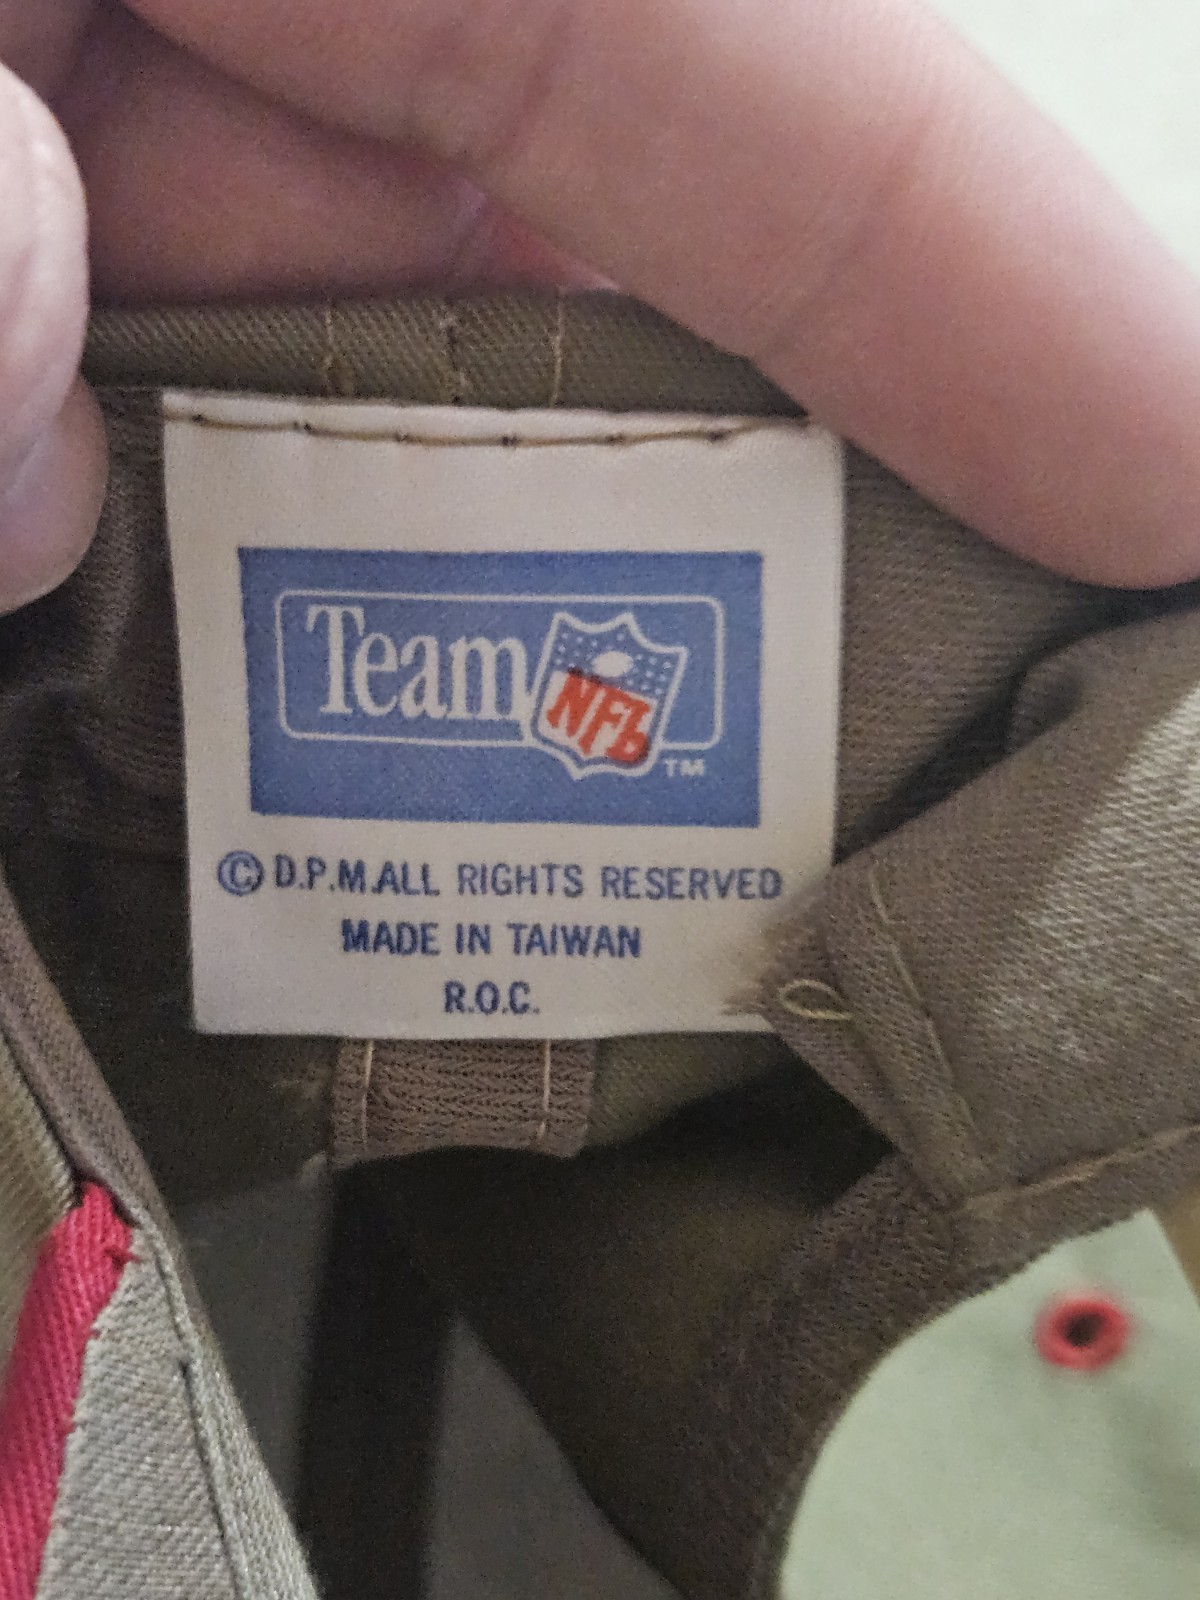 Team NFL TM
© D.P.M.ALL RIGHTS RESERVED
MADE IN TAIWAN
R.O.C.